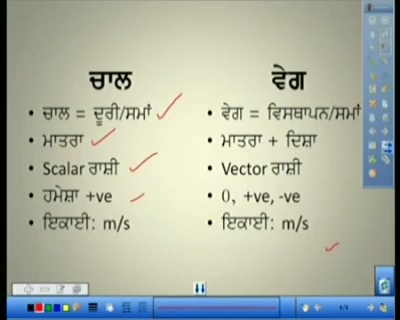 ਚਾਲ
• ਚਾਲ = ਦੂਰੀ/ਸਮਾਂ
• ਮਾਤਰਾ
• Scalar ਰਾਸ਼ੀ
• ਹਮੇਸ਼ਾ +ve
• ਇਕਾਈ: m/s
ਵੇਗ
• ਵੇਗ = ਵਿਸਥਾਪਨ/ਸਮਾਂ
• ਮਾਤਰਾ + ਦਿਸ਼ਾ
• Vector ਰਾਸ਼ੀ
• 0, +ve, -ve
• ਇਕਾਈ: m/s